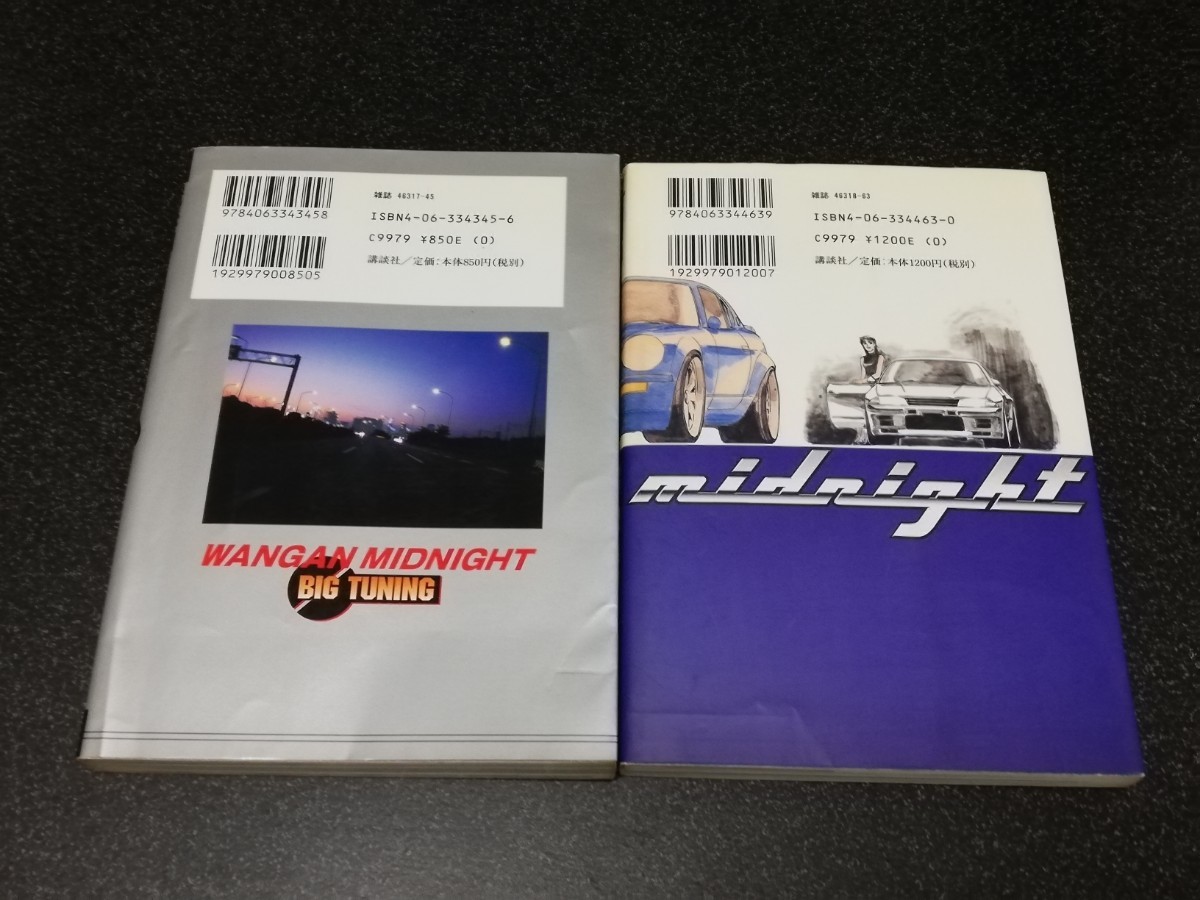 9784063343458
1929979008505
雑誌 46317-45
ISBN4-06-334345-6
C9979 ¥850E (0)
講談社/定価:本体850円(税別)
WANGAN MIDNIGHT
BIG TUNING
9784063344639
1929979012007
雑誌 46318-63
ISBN4-06-334463-0
C9979 ¥1200E (0)
講談社/定価:本体1200円(税別)
midnight